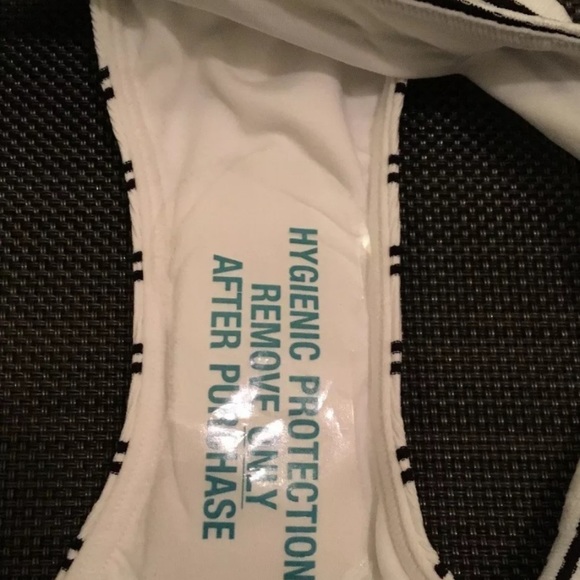 HYGIENIC PROTECTION
REMOVE ONLY
AFTER PURCHASE